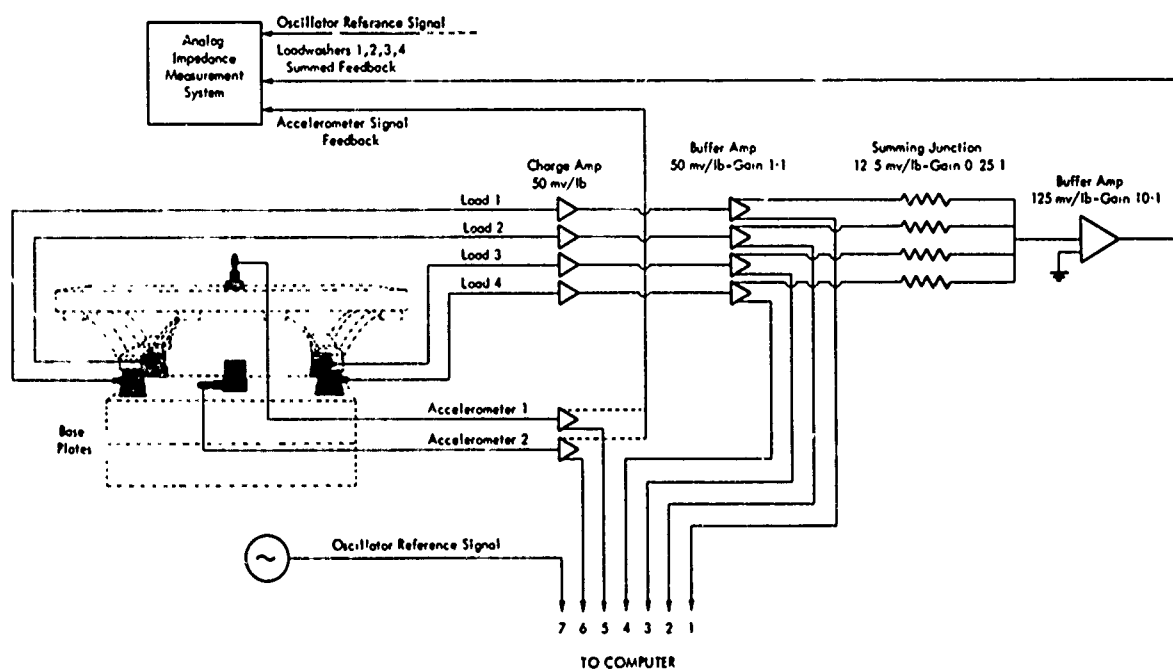 Oscillator Reference Signal
Analog
Impedance
Measurement
System
Loadwashers 1,2,3,4
Summed Feedback
Accelerometer Signal
Feedback
Charge Amp
50 mv/lb
Buffer Amp
50 mv/lb-Gain 1·1
Summing Junction
12 5 mv/lb-Gain 0 25 1
Buffer Amp
125 mv/lb-Gain 10·1
Load 1
Load 2
Load 3
Load 4
Accelerometer 1
Accelerometer 2
Base
Plates
Oscillator Reference Signal
7 6 5 4 3 2 1
TO COMPUTER